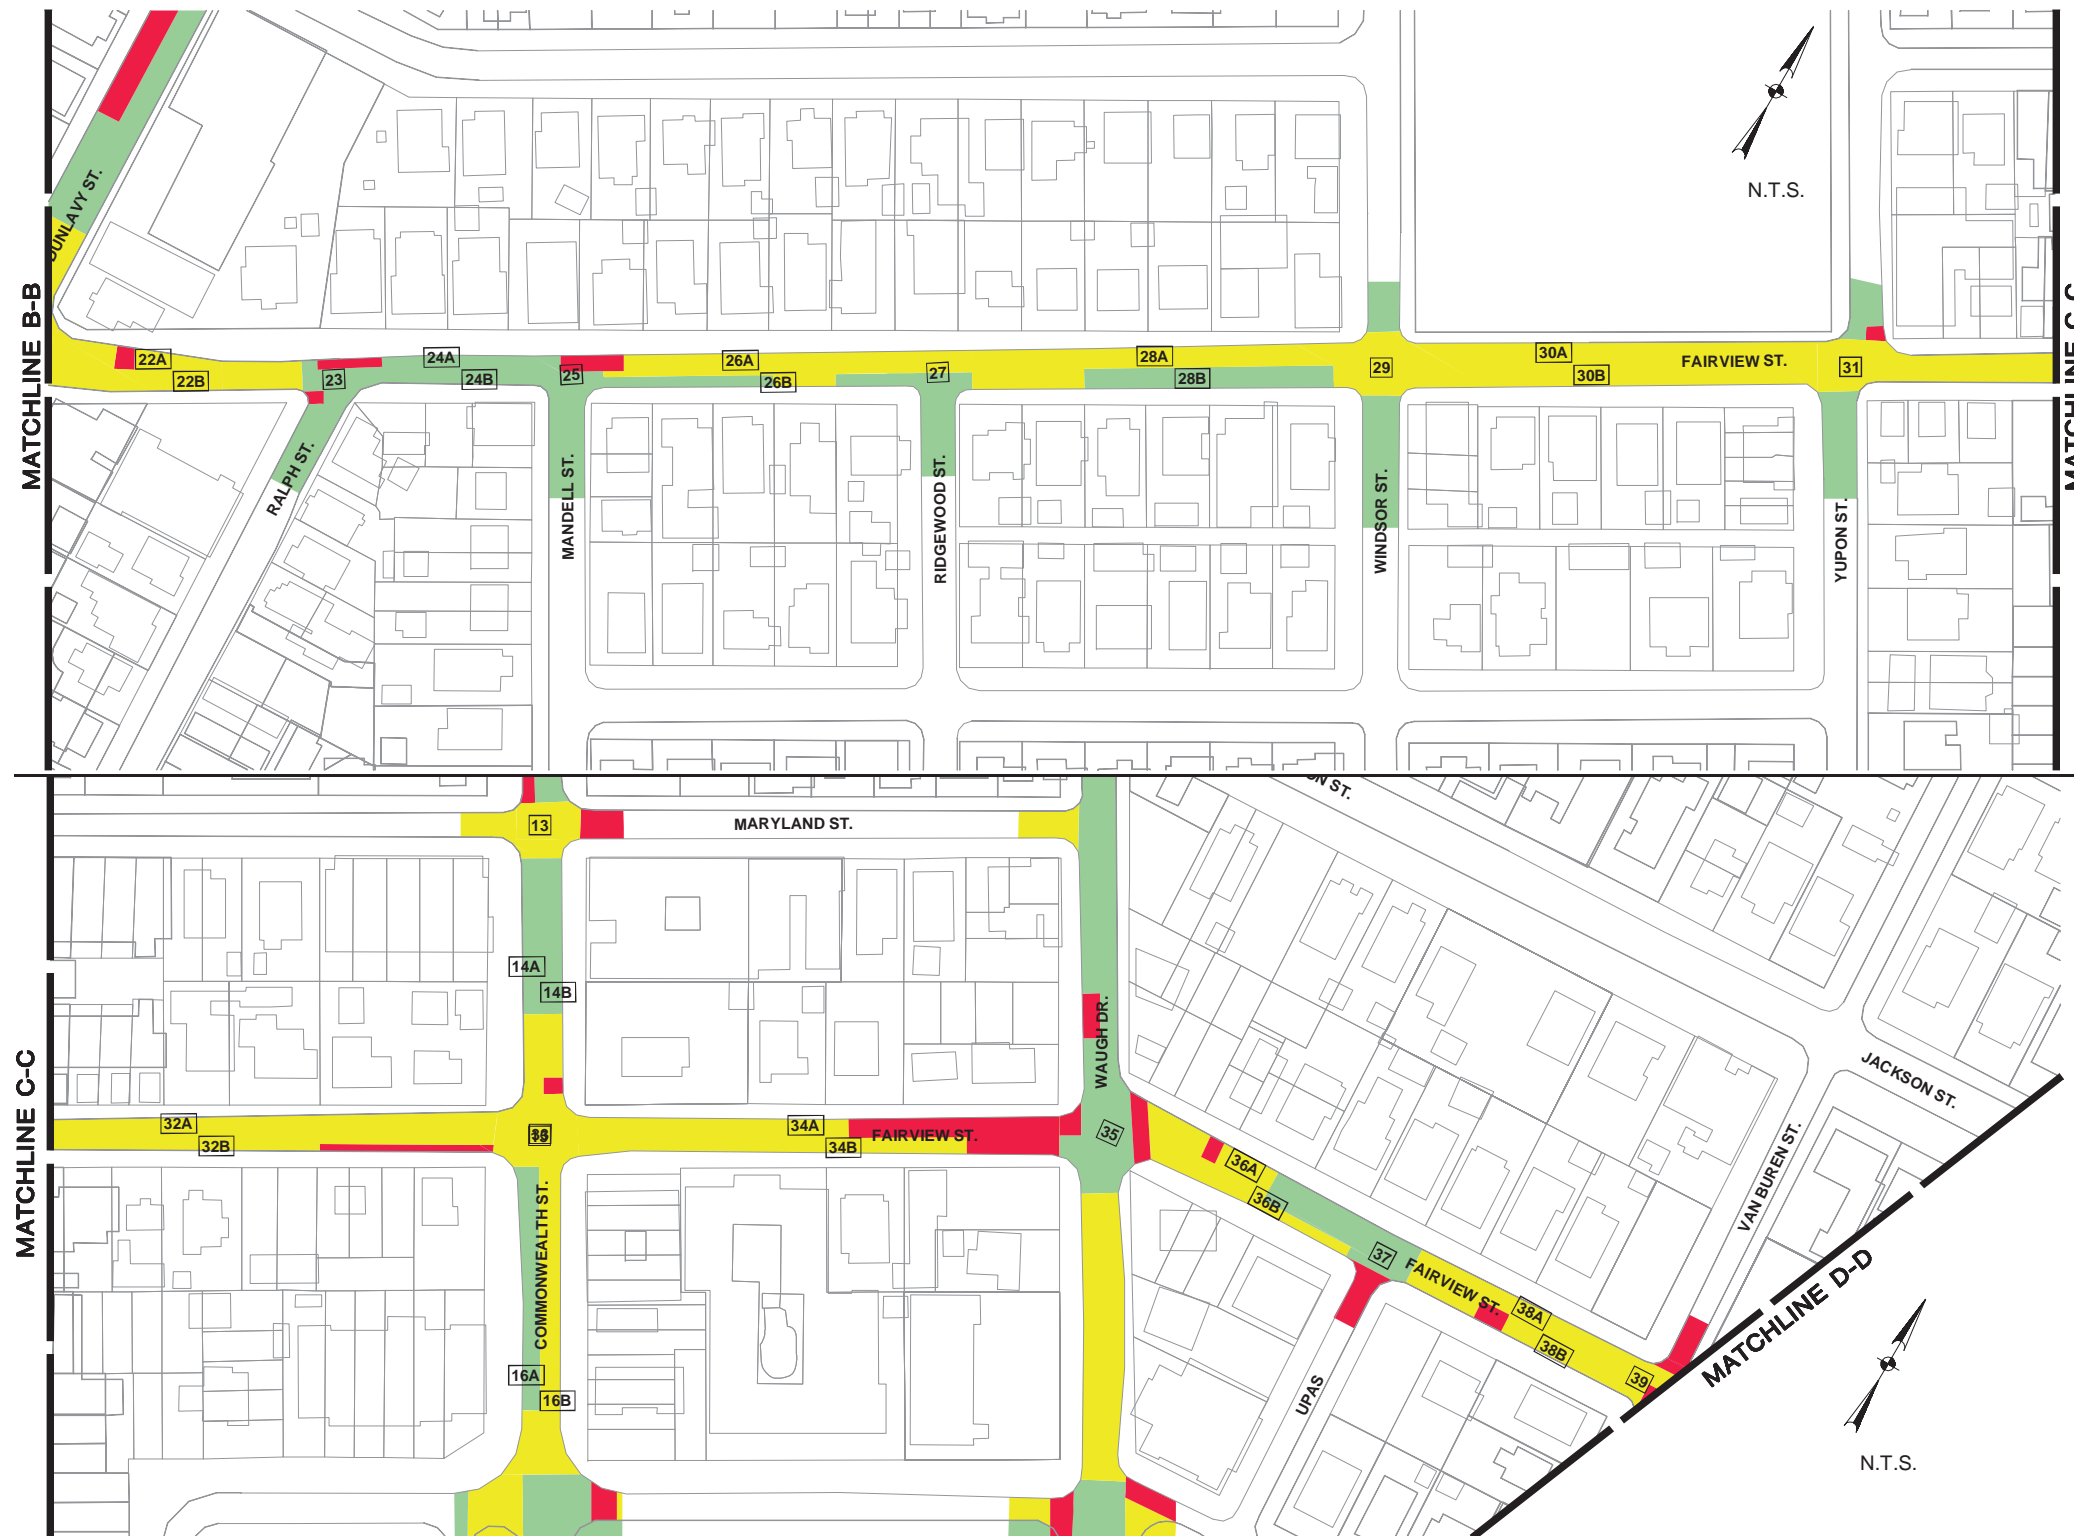 N.T.S.
DUNLAVY ST.
MATCHLINE B-B
MATCHLINE C-C
22A
22B
23
24A
24B
25
26A
26B
27
28A
28B
29
30A
30B
FAIRVIEW ST.
31
RALPH ST.
MANDELL ST.
RIDGEWOOD ST.
WINDSOR ST.
YUPON ST.
ON ST.
13
MARYLAND ST.
14A
14B
WAUGH DR.
JACKSON ST.
MATCHLINE C-C
32A
32B
34A
34B
FAIRVIEW ST.
35
36A
36B
37
FAIRVIEW ST.
38A
38B
39
VAN BUREN ST.
COMMONWEALTH ST.
16A
16B
UPAS
MATCHLINE D-D
N.T.S.